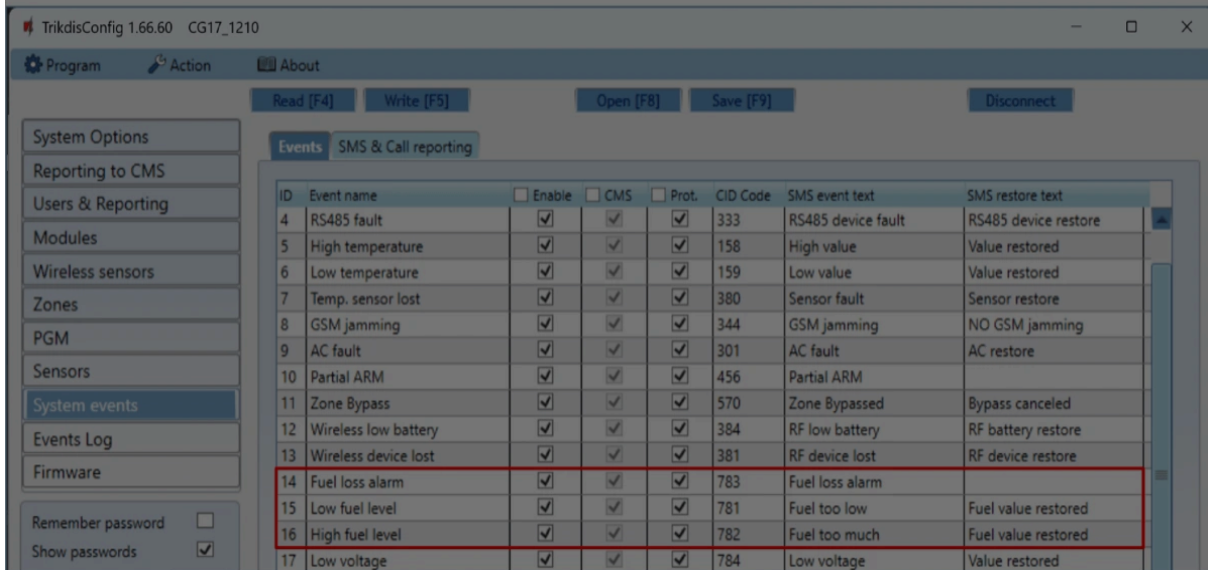 TrikdisConfig 1.66.60 CG17_1210
Program Action About
Read [F4] Write [F5] Open [F8] Save [F9] Disconnect
System Options
Reporting to CMS
Users & Reporting
Modules
Wireless sensors
Zones
PGM
Sensors
System events
Events Log
Firmware
Remember password
Show passwords
Events SMS & Call reporting
ID Event name Enable CMS Prot. CID Code SMS event text SMS restore text
4 RS485 fault 333 RS485 device fault RS485 device restore
5 High temperature 158 High value Value restored
6 Low temperature 159 Low value Value restored
7 Temp. sensor lost 380 Sensor fault Sensor restore
8 GSM jamming 344 GSM jamming NO GSM jamming
9 AC fault 301 AC fault AC restore
10 Partial ARM 456 Partial ARM
11 Zone Bypass 570 Zone Bypassed Bypass canceled
12 Wireless low battery 384 RF low battery RF battery restore
13 Wireless device lost 381 RF device lost RF device restore
14 Fuel loss alarm 783 Fuel loss alarm
15 Low fuel level 781 Fuel too low Fuel value restored
16 High fuel level 782 Fuel too much Fuel value restored
17 Low voltage 784 Low voltage Value restored